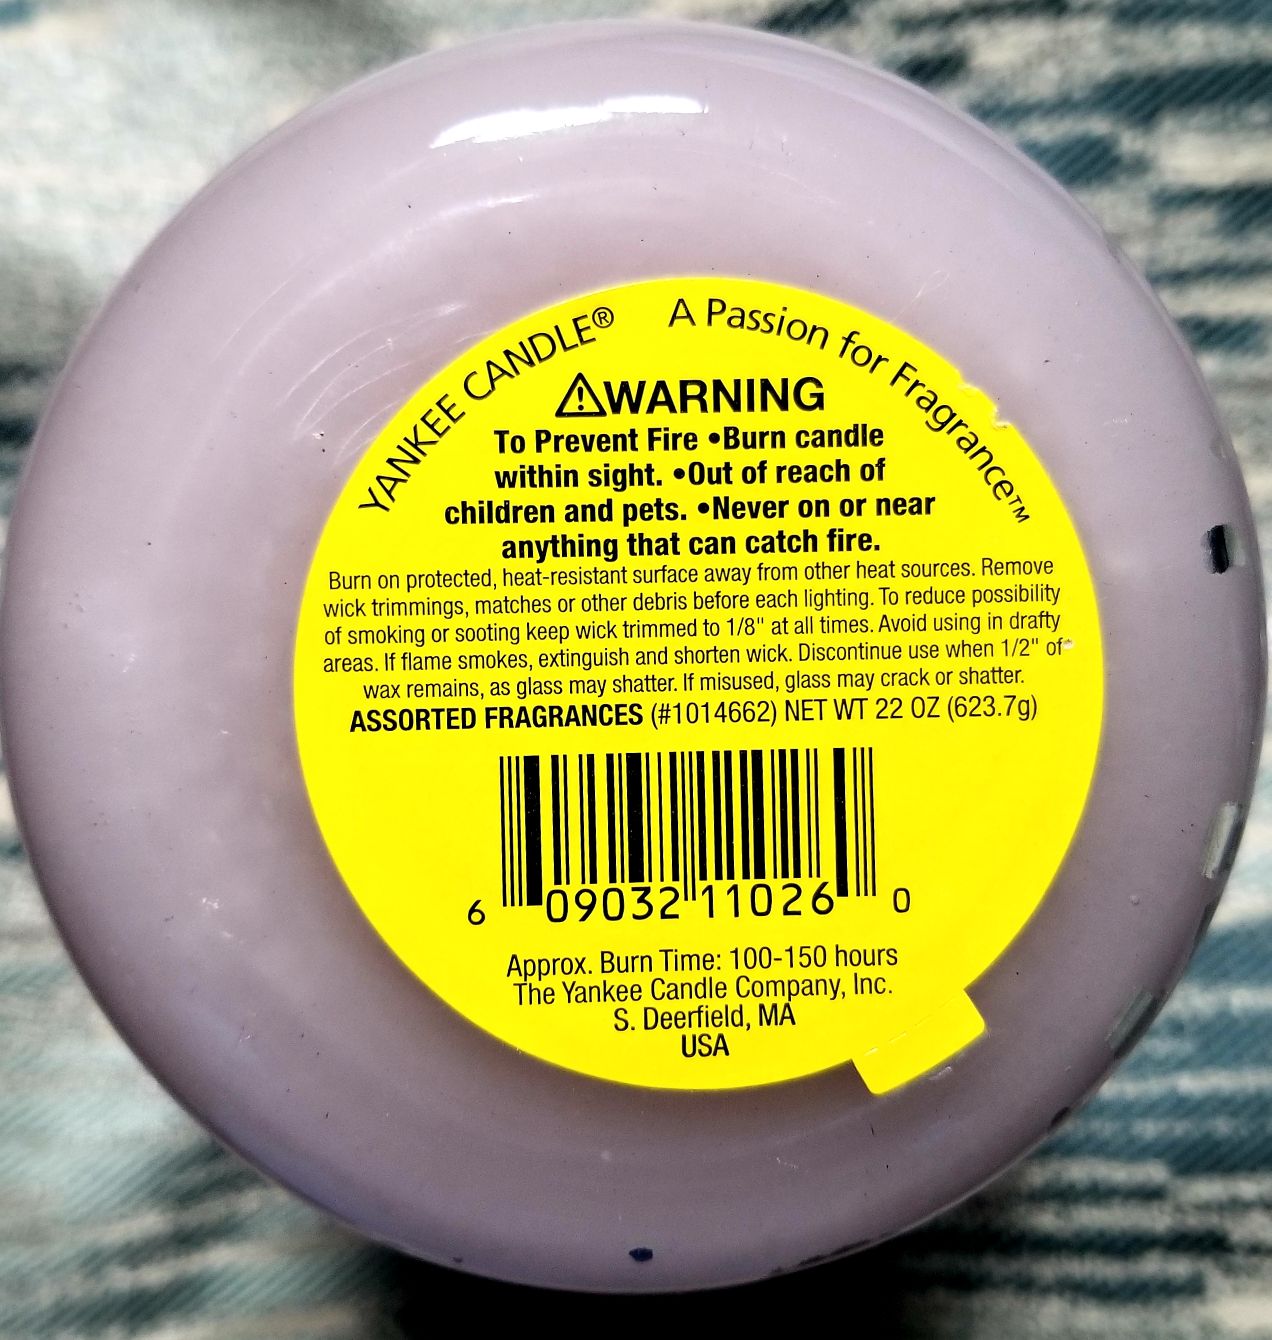 YANKEE CANDLE® A Passion for Fragrance™
⚠WARNING
To Prevent Fire •Burn candle
within sight. •Out of reach of
children and pets. •Never on or near
anything that can catch fire.
Burn on protected, heat-resistant surface away from other heat sources. Remove
wick trimmings, matches or other debris before each lighting. To reduce possibility
of smoking or sooting keep wick trimmed to 1/8" at all times. Avoid using in drafty
areas. If flame smokes, extinguish and shorten wick. Discontinue use when 1/2" of
wax remains, as glass may shatter. If misused, glass may crack or shatter.
ASSORTED FRAGRANCES (#1014662) NET WT 22 OZ (623.7g)
6 09032 11026 0
Approx. Burn Time: 100-150 hours
The Yankee Candle Company, Inc.
S. Deerfield, MA
USA